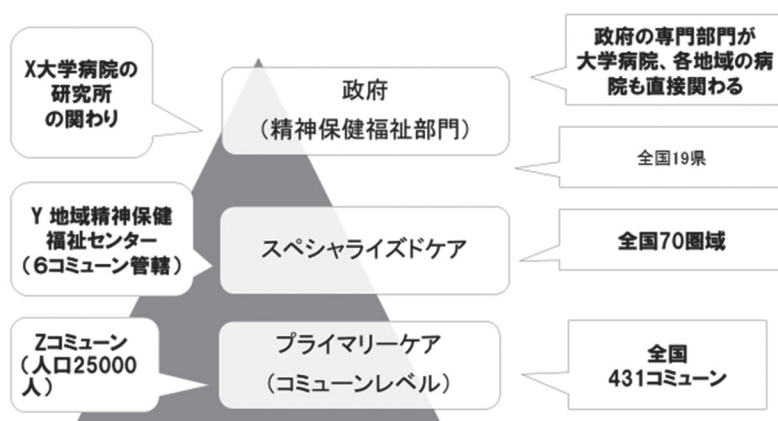 X大学病院の
研究所
の関わり
政府
（精神保健福祉部門）
政府の専門部門が
大学病院、各地域の病
院も直接関わる
全国19県
Y 地域精神保健
福祉センター
（6コミューン管轄）
スペシャライズドケア
全国70圏域
Zコミューン
（人口25000
人）
プライマリーケア
（コミューンレベル）
全国
431コミューン